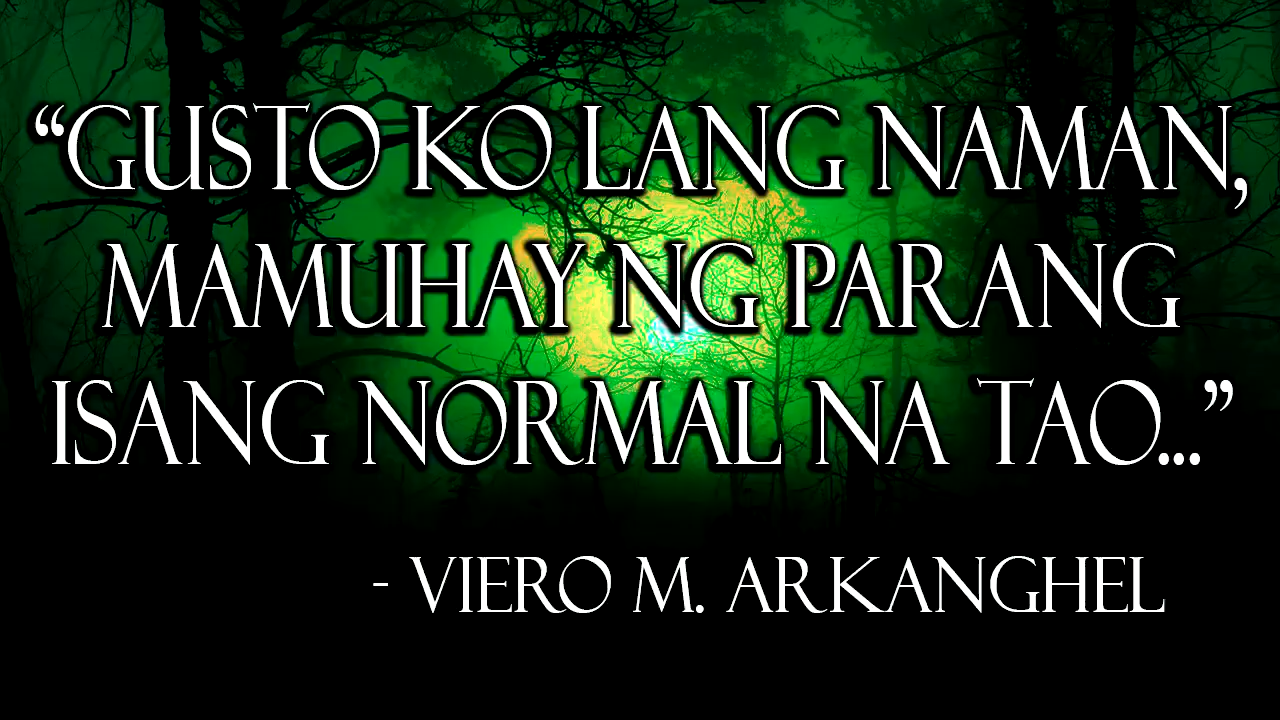 “GUSTO KO LANG NAMAN,
MAMUHAY NG PARANG
ISANG NORMAL NA TAO...”
- VIERO M. ARKANGHEL